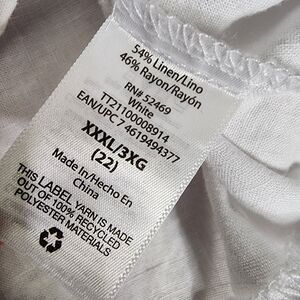 54% Linen/Lino
46% Rayon/Rayón
RN# 52469
White
TT21100008914
EAN/UPC 7 4619494377
XXXL/3XG
(22)
Made In/Hecho En
China
THIS LABEL YARN IS MADE
OUT OF 100% RECYCLED
POLYESTER MATERIALS